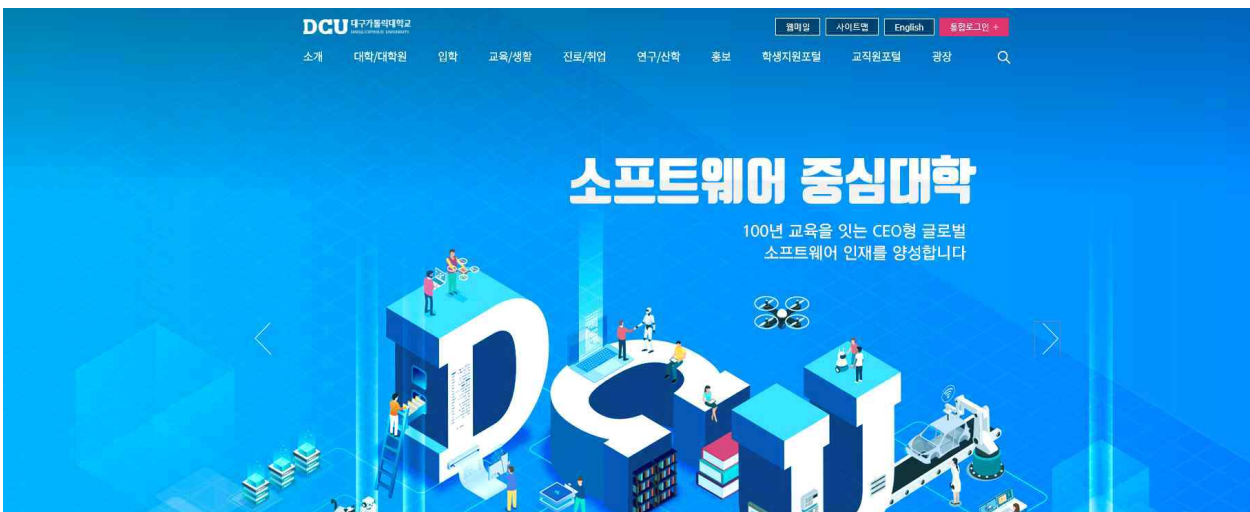 DCU 대구가톨릭대학교
DAEGU CATHOLIC UNIVERSITY
웹메일 사이트맵 English 통합로그인 +
소개 대학/대학원 입학 교육/생활 진로/취업 연구/산학 홍보 학생지원포털 교직원포털 광장
소프트웨어 중심대학
100년 교육을 잇는 CEO형 글로벌
소프트웨어 인재를 양성합니다
DCU